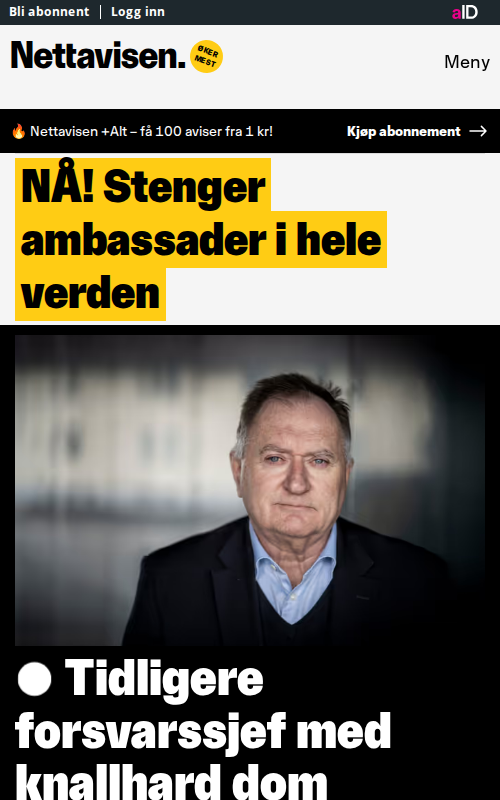 Bli abonnent | Logg inn
aID
Nettavisen.
ØKER
MEST
Meny
Nettavisen +Alt – få 100 aviser fra 1 kr!
Kjøp abonnement →
NÅ! Stenger
ambassader i hele
verden
Tidligere
forsvarssjef med
knallhard dom